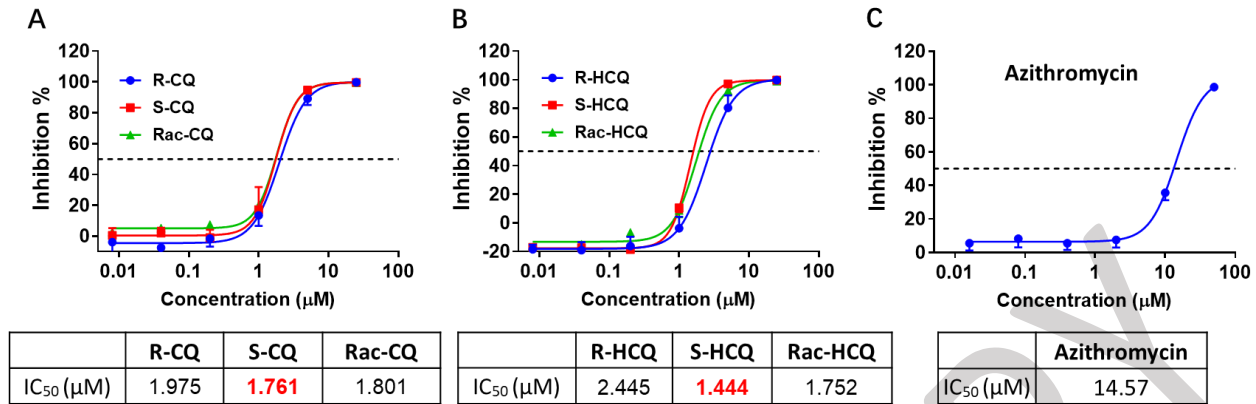 A
120
100
80
60
40
20
0
R-CQ
S-CQ
Rac-CQ
Inhibition %
0.01 0.1 1 10 100
Concentration (μM)
R-CQ S-CQ Rac-CQ
IC50 (μM) 1.975 1.761 1.801
B
120
100
80
60
40
20
0
-20
R-HCQ
S-HCQ
Rac-HCQ
Inhibition %
0.01 0.1 1 10 100
Concentration (μM)
R-HCQ S-HCQ Rac-HCQ
IC50 (μM) 2.445 1.444 1.752
C
120
100
80
60
40
20
0
Azithromycin
Inhibition %
0.01 0.1 1 10 100
Concentration (μM)
Azithromycin
IC50 (μM) 14.57